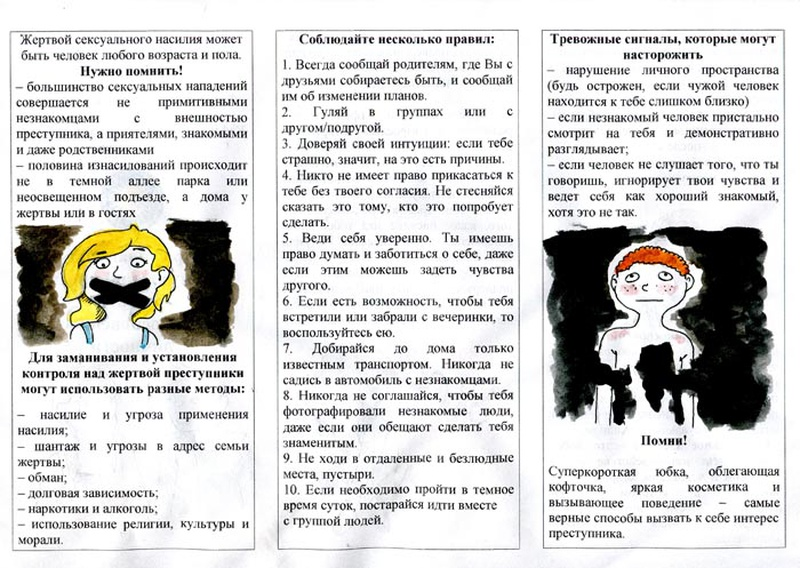 Жертвой сексуального насилия может
быть человек любого возраста и пола.
Нужно помнить!
– большинство сексуальных нападений
совершается не примитивными
незнакомцами с внешностью
преступника, а приятелями, знакомыми
и даже родственниками
– половина изнасилований происходит
не в темной аллее парка или
неосвещенном подъезде, а дома у
жертвы или в гостях
Для заманивания и установления
контроля над жертвой преступники
могут использовать разные методы:
– насилие и угроза применения
насилия;
– шантаж и угрозы в адрес семьи
жертвы;
– обман;
– долговая зависимость;
– наркотики и алкоголь;
– использование религии, культуры и
морали.
Соблюдайте несколько правил:
1. Всегда сообщай родителям, где Вы с
друзьями собираетесь быть, и сообщай
им об изменении планов.
2. Гуляй в группах или с
другом/подругой.
3. Доверяй своей интуиции: если тебе
страшно, значит, на это есть причины.
4. Никто не имеет право прикасаться к
тебе без твоего согласия. Не стесняйся
сказать это тому, кто это попробует
сделать.
5. Веди себя уверенно. Ты имеешь
право думать и заботиться о себе, даже
если этим можешь задеть чувства
другого.
6. Если есть возможность, чтобы тебя
встретили или забрали с вечеринки, то
воспользуйтесь ею.
7. Добирайся до дома только
известным транспортом. Никогда не
садись в автомобиль с незнакомцами.
8. Никогда не соглашайся, чтобы тебя
фотографировали незнакомые люди,
даже если они обещают сделать тебя
знаменитым.
9. Не ходи в отдаленные и безлюдные
места, пустыри.
10. Если необходимо пройти в темное
время суток, постарайся идти вместе
с группой людей.
Тревожные сигналы, которые могут
насторожить
– нарушение личного пространства
(будь острожен, если чужой человек
находится к тебе слишком близко)
– если незнакомый человек пристально
смотрит на тебя и демонстративно
разглядывает;
– если человек не слушает того, что ты
говоришь, игнорирует твои чувства и
ведет себя как хороший знакомый,
хотя это не так.
Помни!
Суперкороткая юбка, облегающая
кофточка, яркая косметика и
вызывающее поведение – самые
верные способы вызвать к себе интерес
преступника.